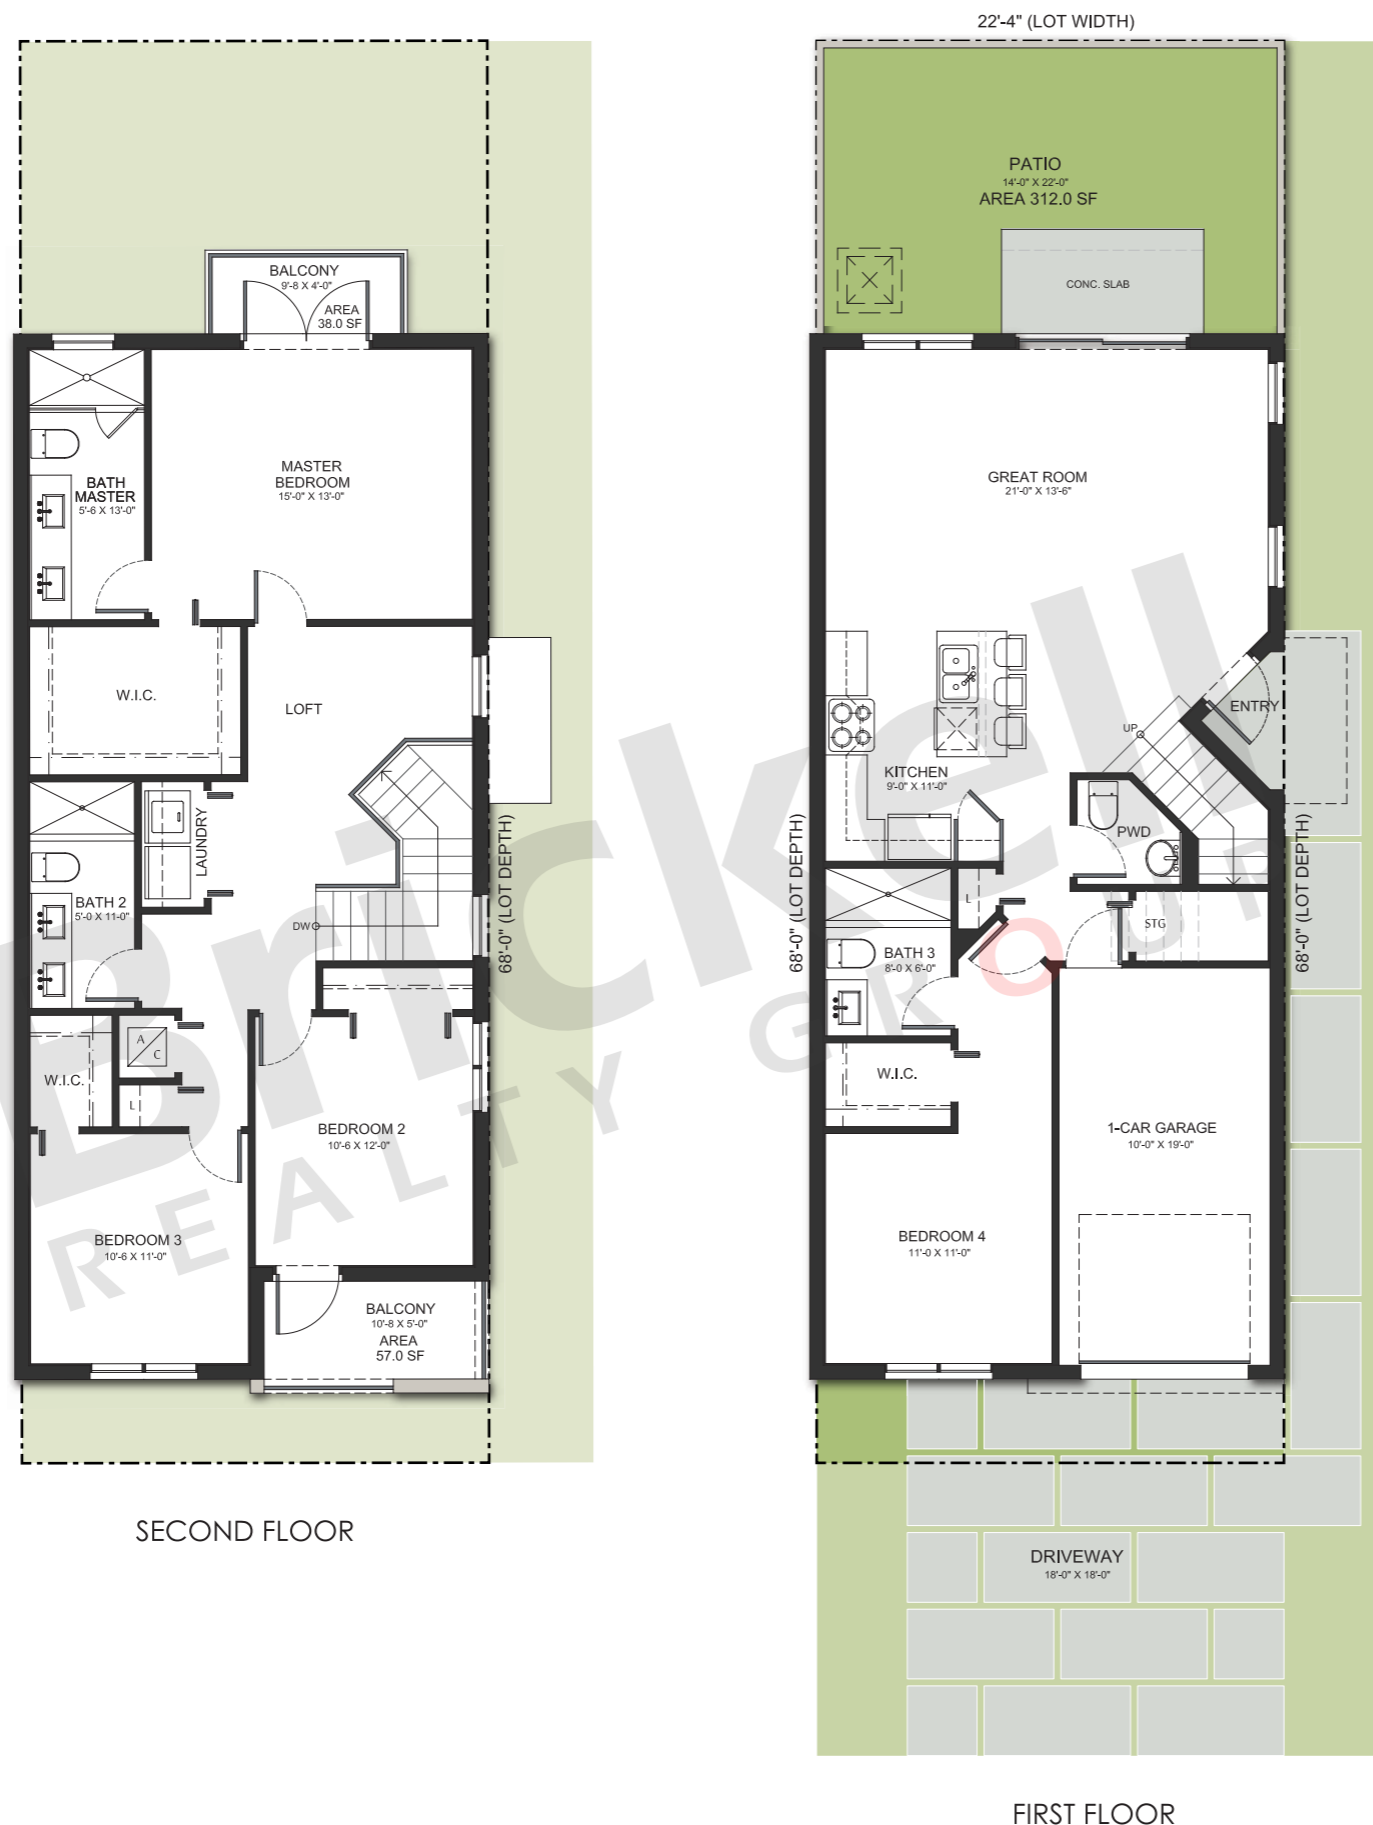 BALCONY
9'-8 X 4'-0"
AREA
38.0 SF
MASTER
BEDROOM
15'-0" X 13'-0"
BATH
MASTER
5'-6 X 13'-0"
W.I.C.
LOFT
LAUNDRY
BATH 2
5'-0 X 11'-0"
DW
68'-0" (LOT DEPTH)
A
C
W.I.C.
L
BEDROOM 2
10'-6 X 12'-0"
BEDROOM 3
10'-6 X 11'-0"
BALCONY
10'-8 X 5'-0"
AREA
57.0 SF
SECOND FLOOR
22'-4" (LOT WIDTH)
PATIO
14'-0" X 22'-0"
AREA 312.0 SF
CONC. SLAB
GREAT ROOM
21'-0" X 13'-6"
ENTRY
UP
KITCHEN
9'-0" X 11'-0"
PWD
68'-0" (LOT DEPTH)
68'-0" (LOT DEPTH)
L
STG
BATH 3
8'-0 X 6'-0"
W.I.C.
1-CAR GARAGE
10'-0" X 19'-0"
BEDROOM 4
11'-0 X 11'-0"
DRIVEWAY
18'-0" X 18'-0"
FIRST FLOOR
Brickell
REALTY GROUP